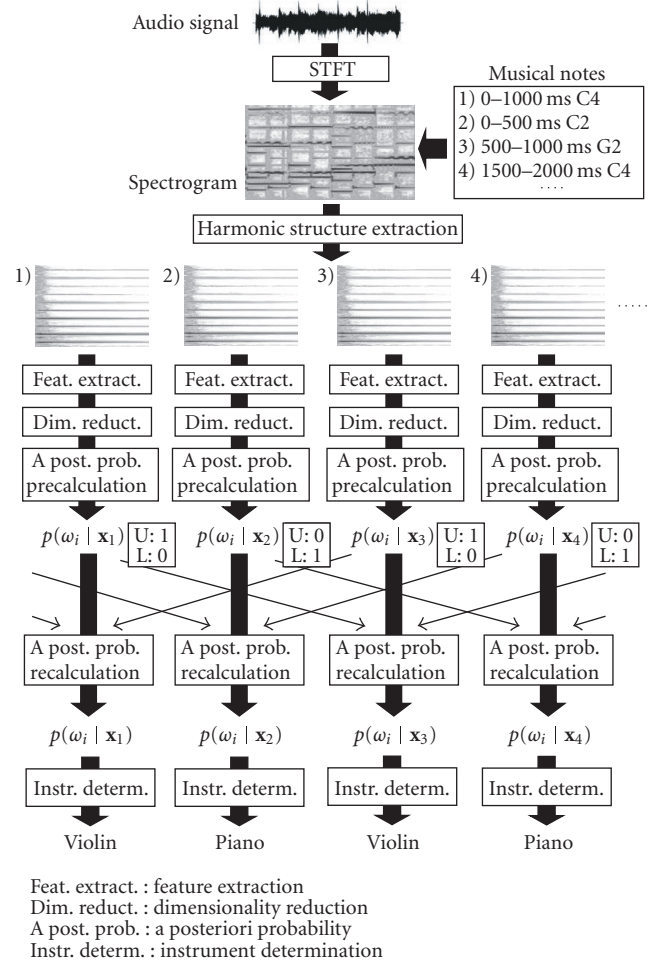 Audio signal
STFT
Musical notes
1) 0–1000 ms C4
2) 0–500 ms C2
3) 500–1000 ms G2
4) 1500–2000 ms C4
....
Spectrogram
Harmonic structure extraction
1) 2) 3) 4) .....
Feat. extract. Feat. extract. Feat. extract. Feat. extract.
Dim. reduct. Dim. reduct. Dim. reduct. Dim. reduct.
A post. prob. A post. prob. A post. prob. A post. prob.
precalculation precalculation precalculation precalculation
p(ωi | x1) U: 1 p(ωi | x2) U: 0 p(ωi | x3) U: 1 p(ωi | x4) U: 0
L: 0 L: 1 L: 0 L: 1
A post. prob. A post. prob. A post. prob. A post. prob.
recalculation recalculation recalculation recalculation
p(ωi | x1) p(ωi | x2) p(ωi | x3) p(ωi | x4)
Instr. determ. Instr. determ. Instr. determ. Instr. determ.
Violin Piano Violin Piano
Feat. extract. : feature extraction
Dim. reduct. : dimensionality reduction
A post. prob. : a posteriori probability
Instr. determ. : instrument determination